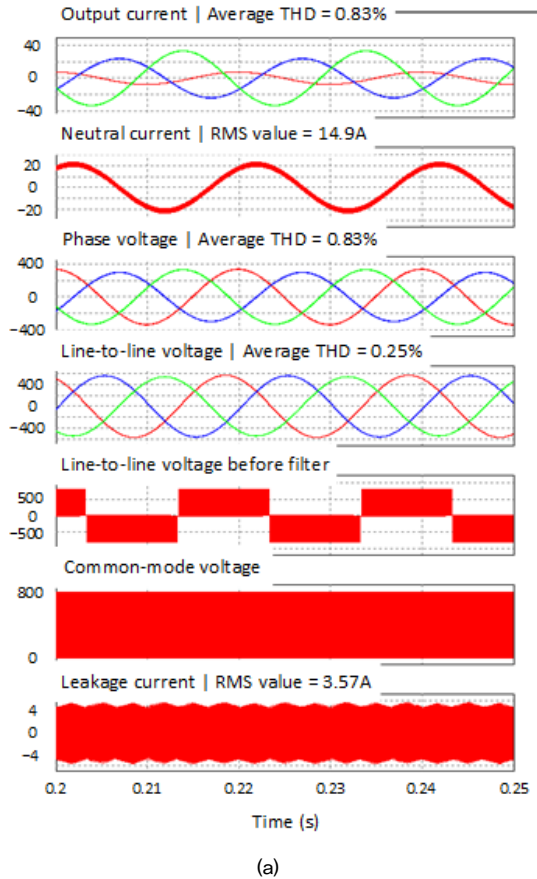 Output current | Average THD = 0.83%
40
0
−40
Neutral current | RMS value = 14.9A
20
0
−20
Phase voltage | Average THD = 0.83%
400
0
−400
Line-to-line voltage | Average THD = 0.25%
400
0
−400
Line-to-line voltage before filter
500
0
−500
Common-mode voltage
800
0
Leakage current | RMS value = 3.57A
4
0
−4
0.2 0.21 0.22 0.23 0.24 0.25
Time (s)
(a)